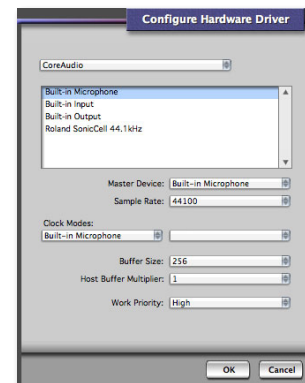 Configure Hardware Driver
CoreAudio
Built-in Microphone
Built-in Input
Built-in Output
Roland SonicCell 44.1kHz
Master Device: Built-in Microphone
Sample Rate: 44100
Clock Modes:
Built-in Microphone
Buffer Size: 256
Host Buffer Multiplier: 1
Work Priority: High
OK Cancel